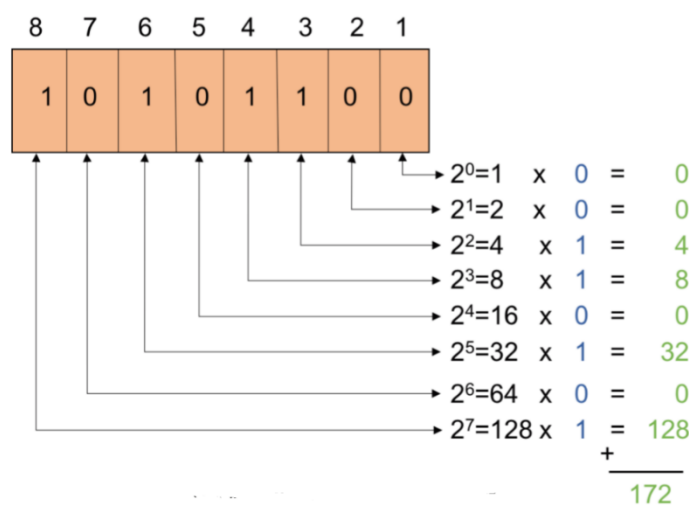 8 7 6 5 4 3 2 1
1 0 1 0 1 1 0 0
2⁰=1 x 0 = 0
2¹=2 x 0 = 0
2²=4 x 1 = 4
2³=8 x 1 = 8
2⁴=16 x 0 = 0
2⁵=32 x 1 = 32
2⁶=64 x 0 = 0
2⁷=128 x 1 = 128
+
172